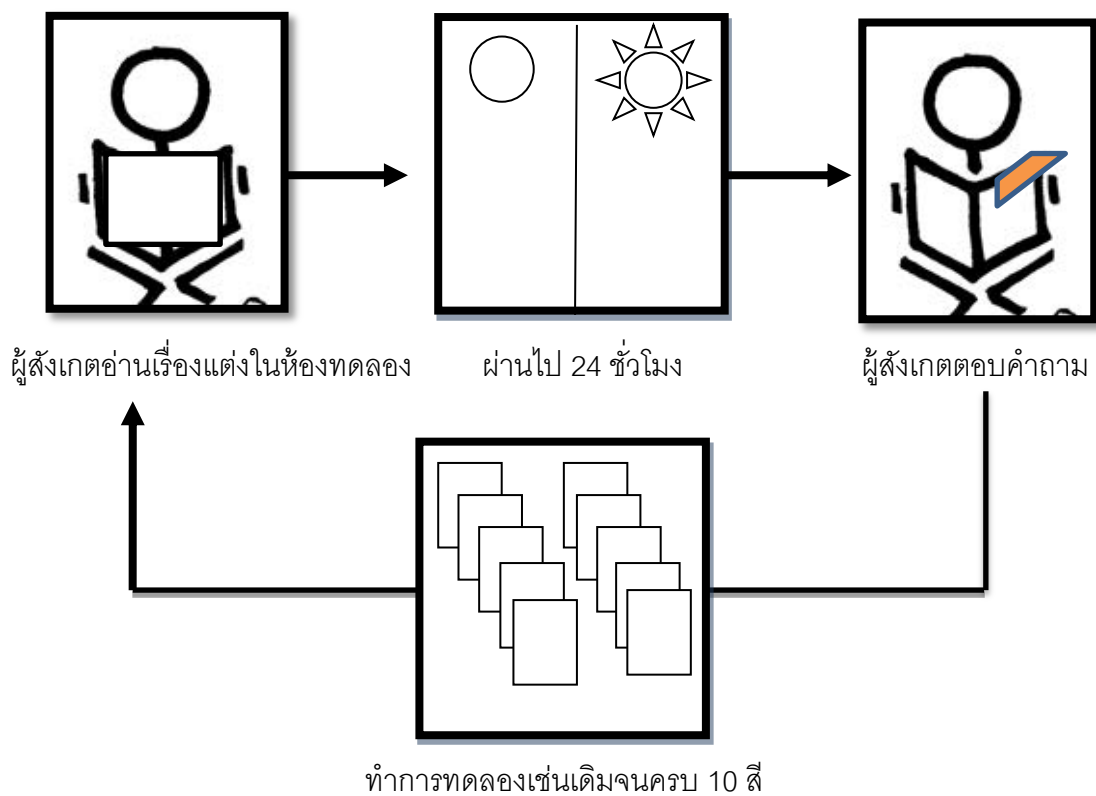 ผู้สังเกตอ่านเรื่องแต่งในห้องทดลอง
ผ่านไป 24 ชั่วโมง
ผู้สังเกตตอบคำถาม
ทำการทดลองเช่นเดิมจนครบ 10 สี